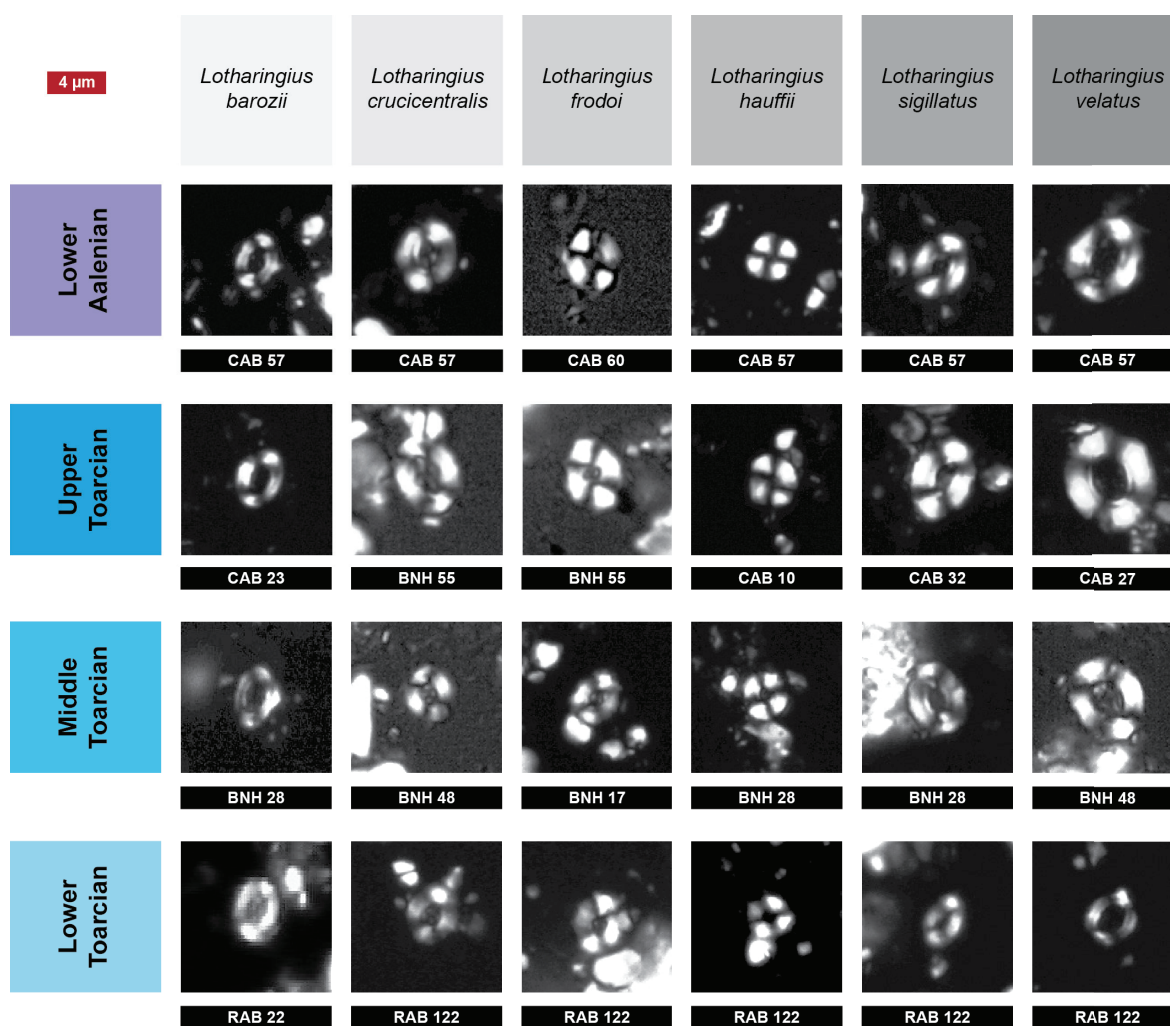 4 µm
Lotharingius
barozii
Lotharingius
crucicentralis
Lotharingius
frodoi
Lotharingius
hauffii
Lotharingius
sigillatus
Lotharingius
velatus
Lower
Aalenian
CAB 57
CAB 57
CAB 60
CAB 57
CAB 57
CAB 57
Upper
Toarcian
CAB 23
BNH 55
BNH 55
CAB 10
CAB 32
CAB 27
Middle
Toarcian
BNH 28
BNH 48
BNH 17
BNH 28
BNH 28
BNH 48
Lower
Toarcian
RAB 22
RAB 122
RAB 122
RAB 122
RAB 122
RAB 122